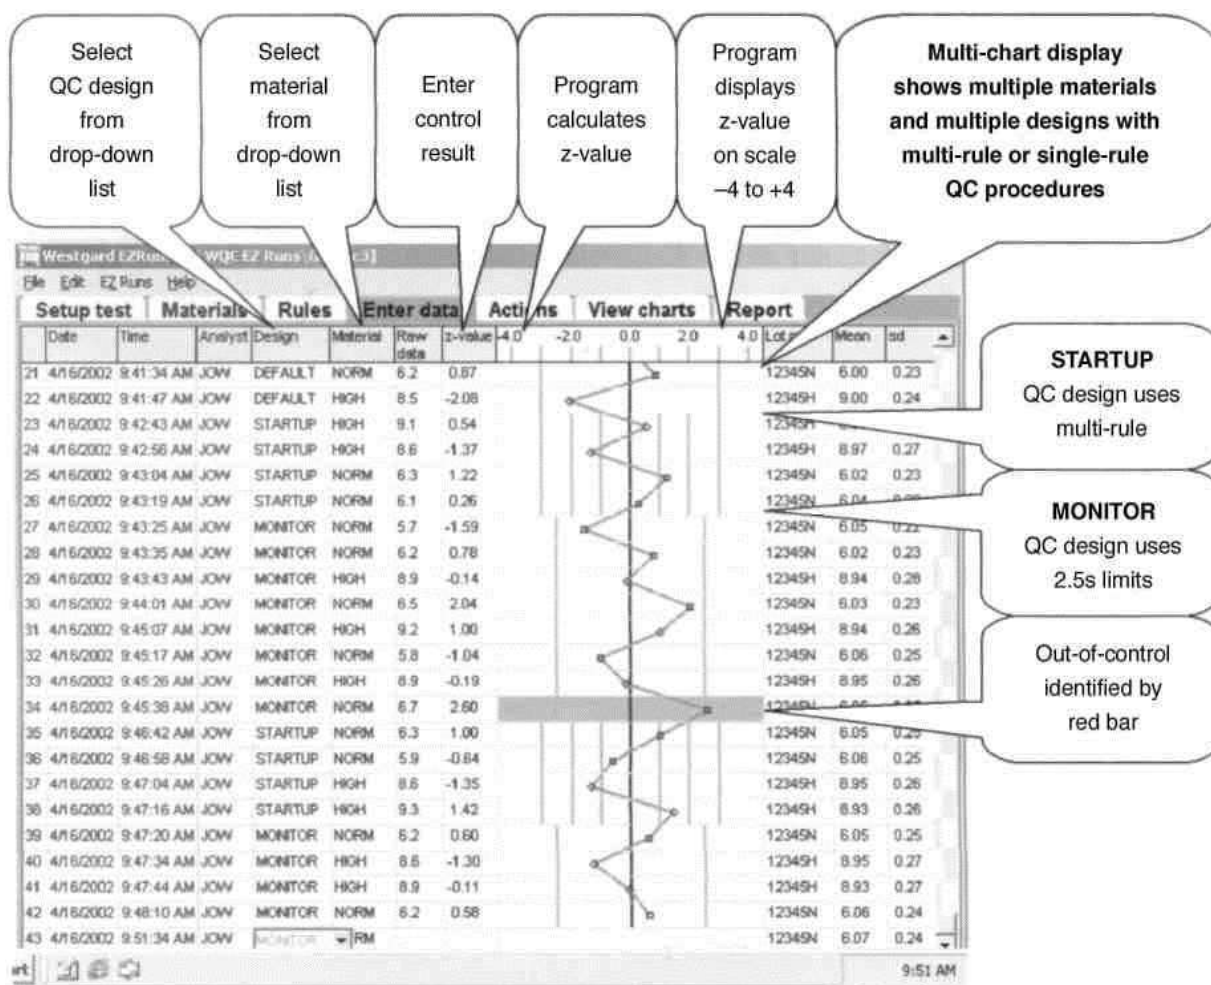 Select
QC design
from
drop-down
list
Select
material
from
drop-down
list
Enter
control
result
Program
calculates
z-value
Program
displays
z-value
on scale
–4 to +4
Multi-chart display
shows multiple materials
and multiple designs with
multi-rule or single-rule
QC procedures
Westgard EZRuns WQE EZ Runs
File Edit EZ Runs Help
Setup test Materials Rules Enter data Actions View charts Report
Date Time Analyst Design Material Raw data z-value -4.0 -2.0 0.0 2.0 4.0 Lot Mean sd
21 4/16/2002 9:41:34 AM JOW DEFAULT NORM 6.2 0.87 12345N 6.00 0.23
22 4/16/2002 9:41:47 AM JOW DEFAULT HIGH 8.5 -2.08 12345H 9.00 0.24
23 4/16/2002 9:42:43 AM JOW STARTUP HIGH 9.1 0.54 12345H
24 4/16/2002 9:42:56 AM JOW STARTUP HIGH 8.6 -1.37 12345H 8.97 0.27
25 4/16/2002 9:43:04 AM JOW STARTUP NORM 6.3 1.22 12345N 6.02 0.23
26 4/16/2002 9:43:19 AM JOW STARTUP NORM 6.1 0.26 12345N 6.04
27 4/16/2002 9:43:25 AM JOW MONITOR NORM 5.7 -1.59 12345N 6.05 0.22
28 4/16/2002 9:43:35 AM JOW MONITOR NORM 6.2 0.78 12345N 6.02 0.23
29 4/16/2002 9:43:43 AM JOW MONITOR HIGH 8.9 -0.14 12345H 8.94 0.28
30 4/16/2002 9:44:01 AM JOW MONITOR NORM 6.5 2.04 12345N 6.03 0.23
31 4/16/2002 9:45:07 AM JOW MONITOR HIGH 9.2 1.00 12345H 8.94 0.26
32 4/16/2002 9:45:17 AM JOW MONITOR NORM 5.8 -1.04 12345N 6.06 0.25
33 4/16/2002 9:45:26 AM JOW MONITOR HIGH 8.9 -0.19 12345H 8.95 0.26
34 4/16/2002 9:45:38 AM JOW MONITOR NORM 6.7 2.60 12345N
35 4/16/2002 9:46:42 AM JOW STARTUP NORM 6.3 1.00 12345N 6.05 0.25
36 4/16/2002 9:46:58 AM JOW STARTUP NORM 5.9 -0.64 12345N 6.06 0.25
37 4/16/2002 9:47:04 AM JOW STARTUP HIGH 8.6 -1.35 12345H 8.95 0.26
38 4/16/2002 9:47:16 AM JOW STARTUP HIGH 9.3 1.42 12345H 8.93 0.26
39 4/16/2002 9:47:20 AM JOW MONITOR NORM 6.2 0.60 12345N 6.05 0.25
40 4/16/2002 9:47:34 AM JOW MONITOR HIGH 8.6 -1.30 12345H 8.95 0.27
41 4/16/2002 9:47:44 AM JOW MONITOR HIGH 8.9 -0.11 12345H 8.93 0.27
42 4/16/2002 9:48:10 AM JOW MONITOR NORM 6.2 0.58 12345N 6.06 0.24
43 4/16/2002 9:51:34 AM JOW MONITOR RM 12345N 6.07 0.24
art 9:51 AM
STARTUP
QC design uses
multi-rule
MONITOR
QC design uses
2.5s limits
Out-of-control
identified by
red bar